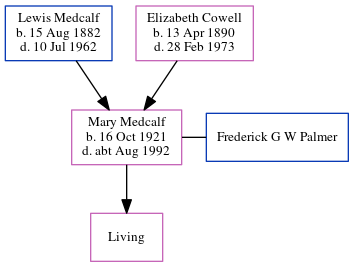 Lewis Medcalf
b. 15 Aug 1882
d. 10 Jul 1962
Elizabeth Cowell
b. 13 Apr 1890
d. 28 Feb 1973
Mary Medcalf
b. 16 Oct 1921
d. abt Aug 1992
Frederick G W Palmer
Living